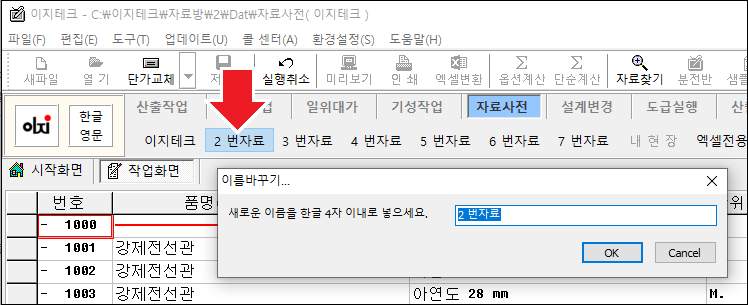 이지테크 - C:₩이지테크₩자료방₩2₩Dat₩자료사전( 이지테크 )
파일(F) 편집(E) 도구(T) 업데이트(U) 콜 센터(A) 환경설정(S) 도움말(H)
새파일 열 기 단가교체 저 실행취소 미리보기 인 쇄 엑셀변환 옵션계산 단순계산 자료찾기 분전반 샘플
이지 한글 영문
산출작업 업 일위대가 기성작업 자료사전 설계변경 도급실행 산
이지테크 2 번자료 3 번자료 4 번자료 5 번자료 6 번자료 7 번자료 내 현 장 엑셀전용
시작화면 작업화면
번호 품명 위
이름바꾸기...
새로운 이름을 한글 4자 이내로 넣으세요. 2 번자료
OK Cancel
- 1000
- 1001 강제전선관
- 1002 강제전선관
- 1003 강제전선관 아연도 28 mm M.